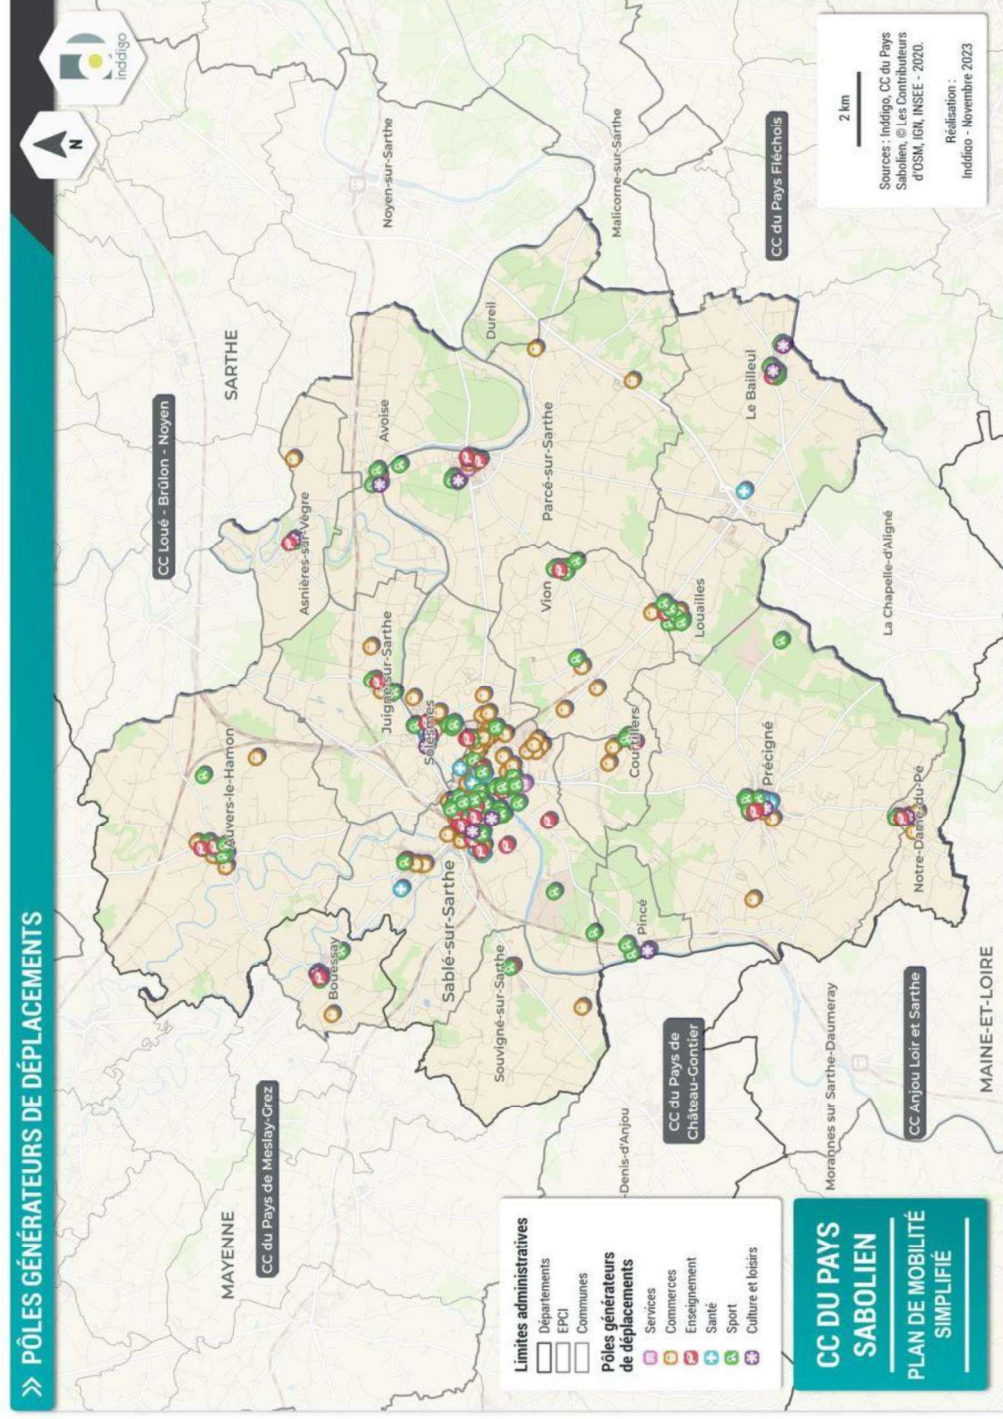 >> PÔLES GÉNÉRATEURS DE DÉPLACEMENTS
inddigo
N
MAYENNE
CC du Pays de Meslay-Grez
CC Loué - Brûlon - Noyen
SARTHE
Noyen-sur-Sarthe
Malicorne-sur-Sarthe
CC du Pays Fléchois
Auvers-le-Hamon
Bouessay
Asnières-sur-Vègre
Avoise
Dureil
Juigné-sur-Sarthe
Solesmes
Sablé-sur-Sarthe
Souvigné-sur-Sarthe
Parcé-sur-Sarthe
Vion
Courtillers
Louailles
Le Bailleul
Pincé
Précigné
Notre-Dame-du-Pé
La Chapelle-d'Aligné
-Denis-d'Anjou
CC du Pays de
Château-Gontier
Morannes sur Sarthe-Daumeray
CC Anjou Loir et Sarthe
MAINE-ET-LOIRE
Limites administratives
Départements
EPCI
Communes
Pôles générateurs
de déplacements
Services
Commerces
Enseignement
Santé
Sport
Culture et loisirs
CC DU PAYS
SABOLIEN
PLAN DE MOBILITÉ
SIMPLIFIÉ
2 km
Sources : Inddigo, CC du Pays
Sabolien, © Les Contributeurs
d'OSM, IGN, INSEE - 2020.
Réalisation :
Inddigo - Novembre 2023